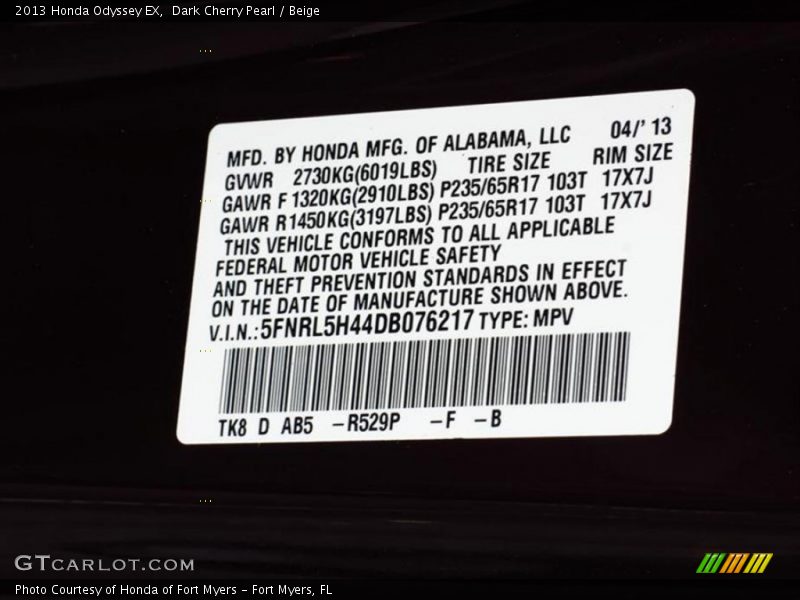 2013 Honda Odyssey EX,  Dark Cherry Pearl / Beige
MFD. BY HONDA MFG. OF ALABAMA, LLC 04/' 13
GVWR 2730KG(6019LBS) TIRE SIZE RIM SIZE
GAWR F 1320KG(2910LBS) P235/65R17 103T 17X7J
GAWR R1450KG(3197LBS) P235/65R17 103T 17X7J
THIS VEHICLE CONFORMS TO ALL APPLICABLE
FEDERAL MOTOR VEHICLE SAFETY
AND THEFT PREVENTION STANDARDS IN EFFECT
ON THE DATE OF MANUFACTURE SHOWN ABOVE.
V.I.N.:5FNRL5H44DB076217 TYPE: MPV
TK8 D AB5 –R529P –F –B
GTCARLOT.COM
Photo Courtesy of Honda of Fort Myers – Fort Myers, FL